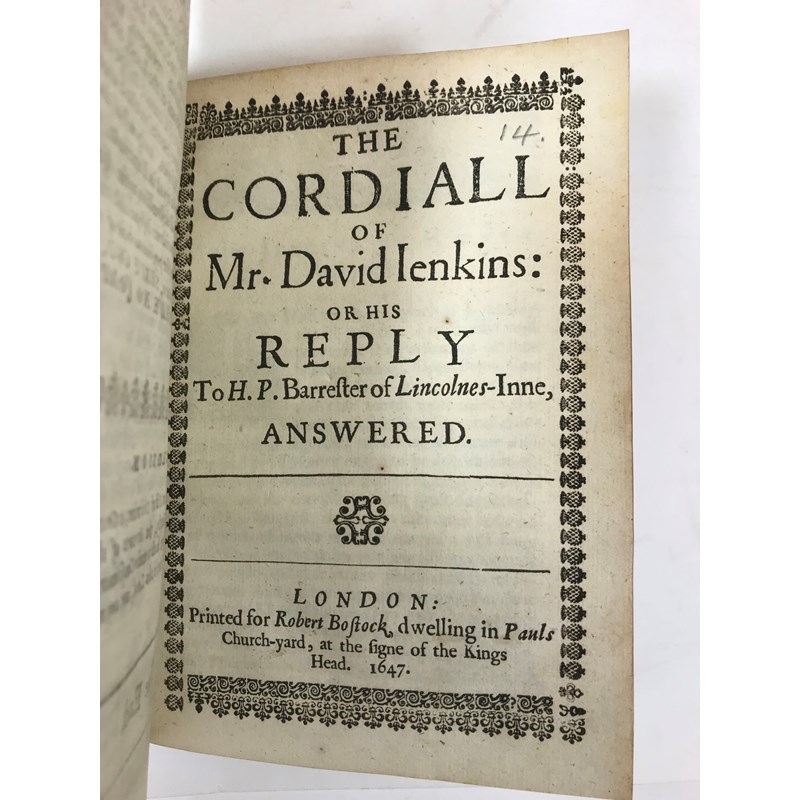 14.
THE
CORDIALL
OF
Mr. David Ienkins:
OR HIS
REPLY
To H. P. Barreſter of Lincolnes-Inne,
ANSWERED.
LONDON:
Printed for Robert Boſtock, dwelling in Pauls
Church-yard, at the ſigne of the Kings
Head. 1647.